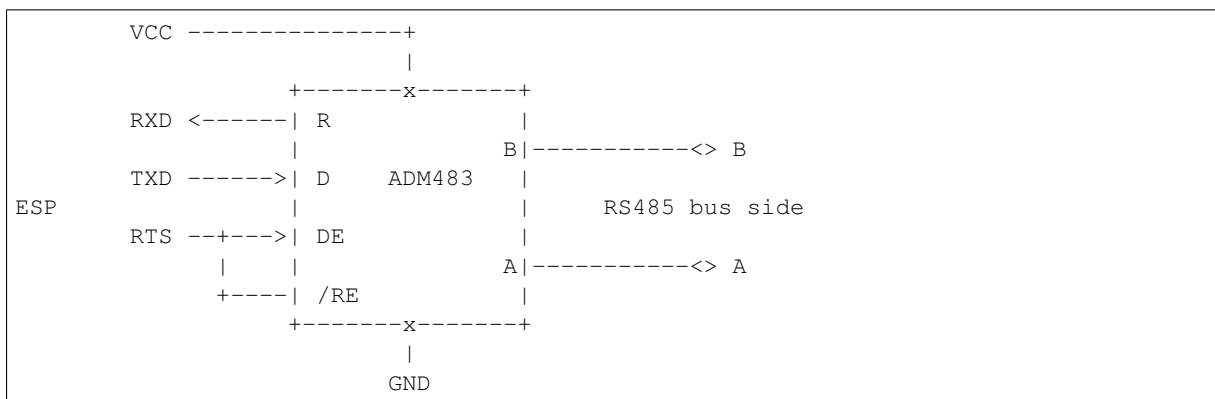 VCC ---------------+
|
+-------x-------+
RXD <------| R |
| B|-----------<> B
TXD ------>| D ADM483 |
ESP | | RS485 bus side
RTS --+--->| DE |
| | A|-----------<> A
+----| /RE |
+-------x-------+
|
GND